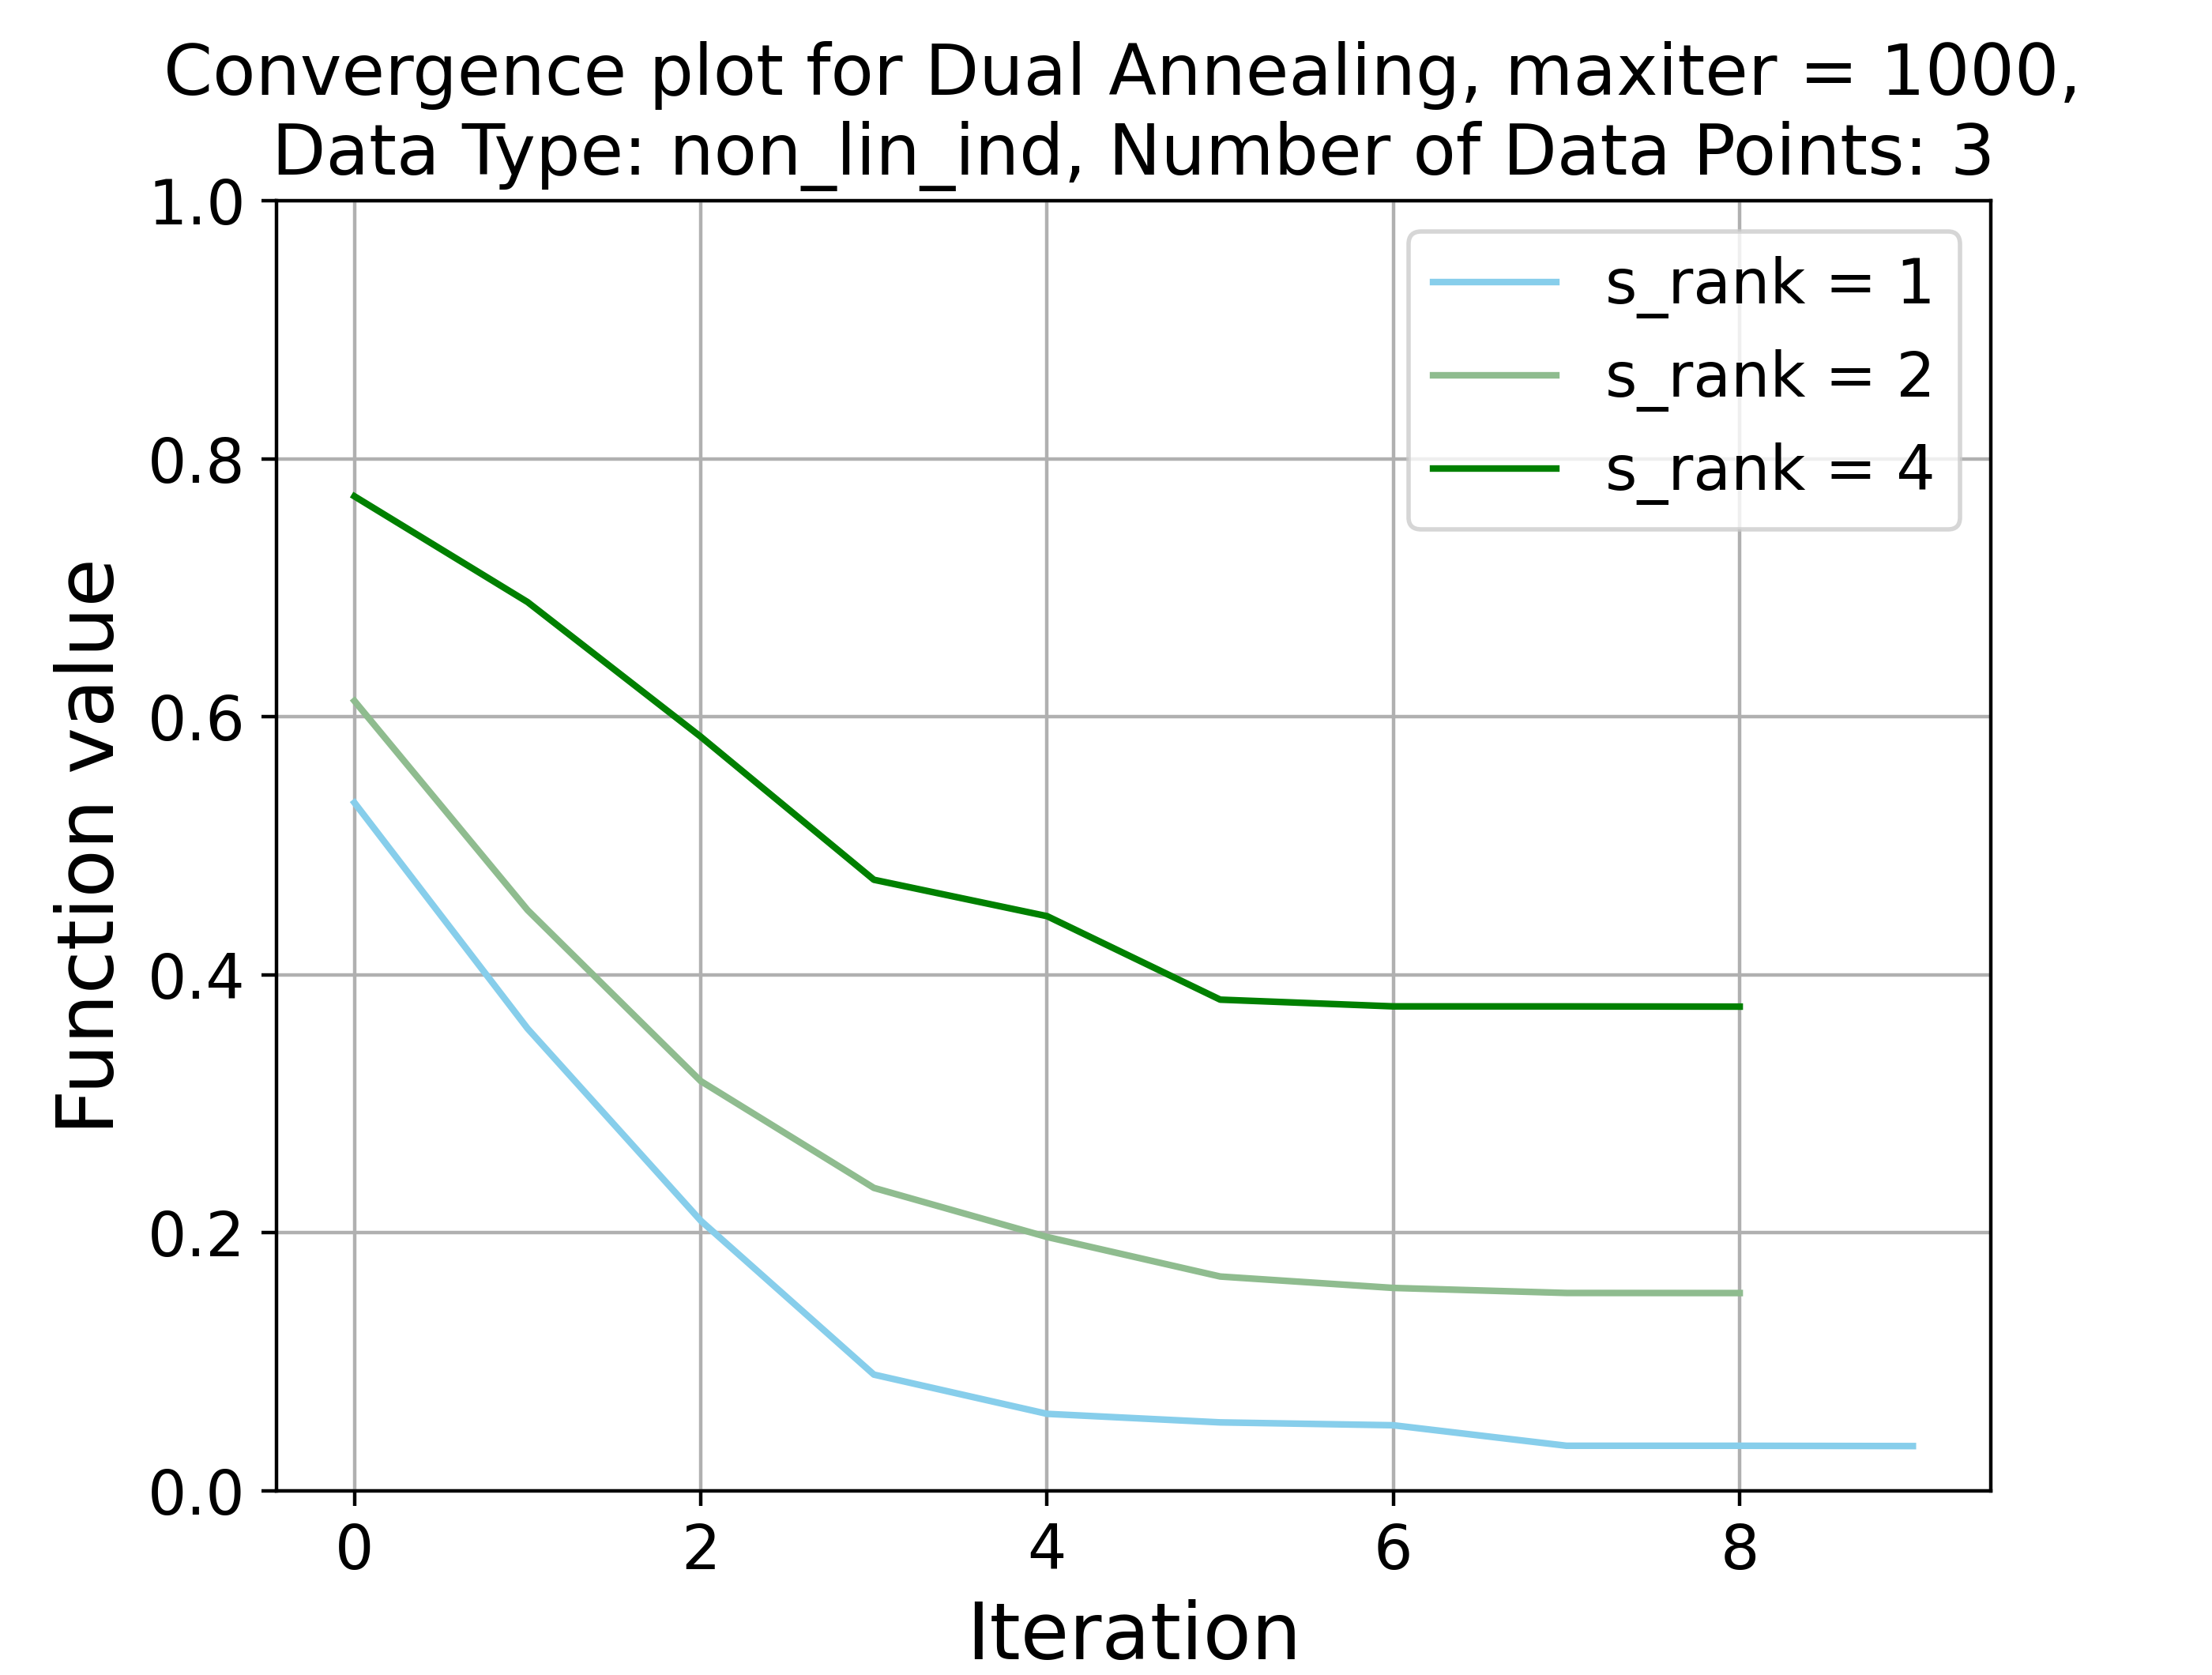 Convergence plot for Dual Annealing, maxiter = 1000,
Data Type: non_lin_ind, Number of Data Points: 3
1.0
0.8
0.6
0.4
0.2
0.0
Function value
s_rank = 1
s_rank = 2
s_rank = 4
0 2 4 6 8
Iteration